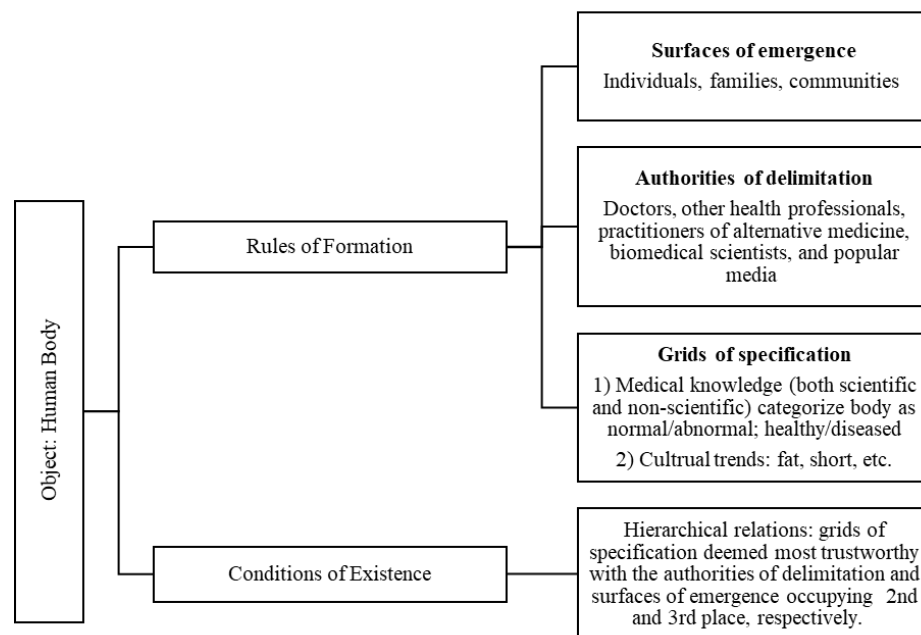 Object: Human Body
Rules of Formation
Surfaces of emergence
Individuals, families, communities
Authorities of delimitation
Doctors, other health professionals,
practitioners of alternative medicine,
biomedical scientists, and popular
media
Grids of specification
1) Medical knowledge (both scientific
and non-scientific) categorize body as
normal/abnormal; healthy/diseased
2) Cultrual trends: fat, short, etc.
Conditions of Existence
Hierarchical relations: grids of
specification deemed most trustworthy
with the authorities of delimitation and
surfaces of emergence occupying 2nd
and 3rd place, respectively.